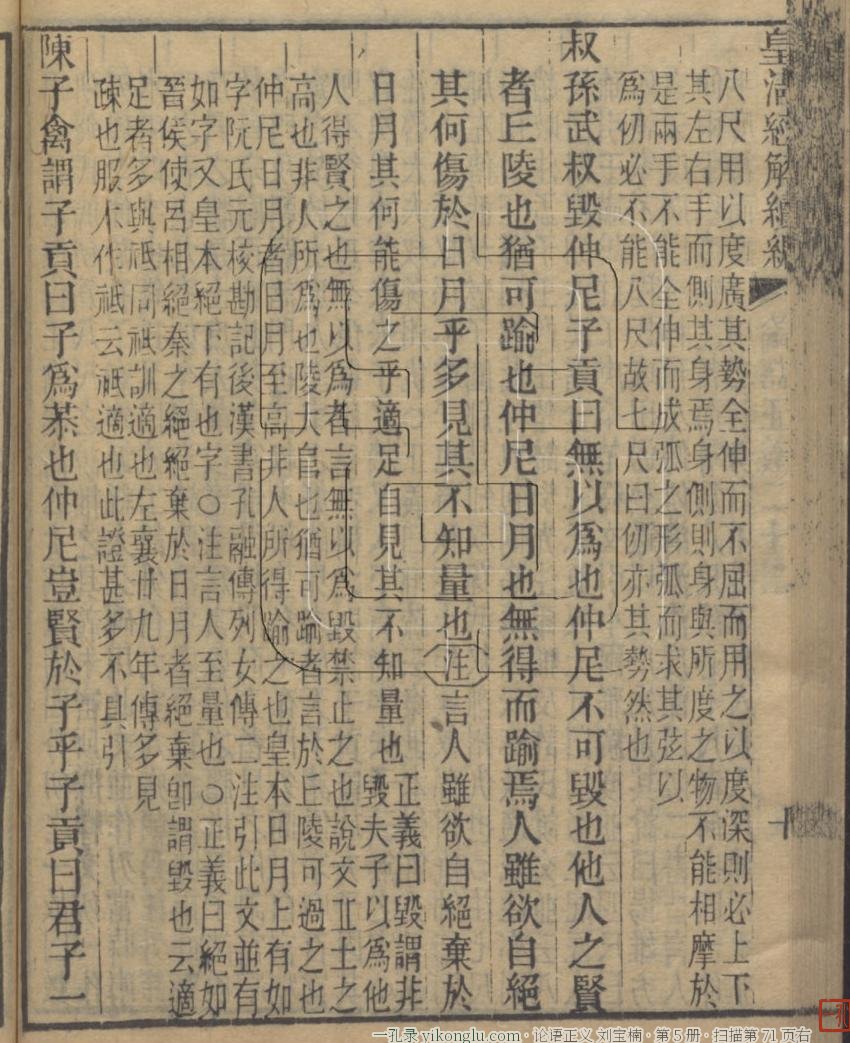 皇清經解續編
八尺用以度廣其勢全伸而不屈而用之以度深則必上下
其左右手而側其身焉身側則身與所度之物不能相摩於
是兩手不能全伸而成弧之形弧而求其弦以
爲仞必不能八尺故七尺曰仞亦其勢然也
叔孫武叔毀仲尼子貢曰無以爲也仲尼不可毀也他人之賢
者丘陵也猶可踰也仲尼日月也無得而踰焉人雖欲自絕
其何傷於日月乎多見其不知量也注言人雖欲自絕棄於
日月其何能傷之乎適足自見其不知量也
正義曰毀謂非
毀夫子以爲他
人得賢之也無以爲者言無以爲毀禁止之也說文丘土之
高也非人所爲也陵大𨸏也猶可踰者言於丘陵可過之也
仲尼日月者日月至高非人所得踰之也皇本日月上有如
字阮氏元校勘記後漢書孔融傳列女傳二注引此文並有
如字又皇本絕下有也字○注言人至量也○正義曰絕如
晉侯使呂相絕秦之絕絕棄於日月者絕棄卽謂毀也云適
足者多與祇同祇訓適也左襄廿九年傳多見
疎也服本作祇云祇適也此證甚多不具引
陳子禽謂子貢曰子爲恭也仲尼豈賢於子乎子貢曰君子一
十
一孔录 yikonglu.com · 论语正义 刘宝楠 · 第 5 册 · 扫描第 71 页右